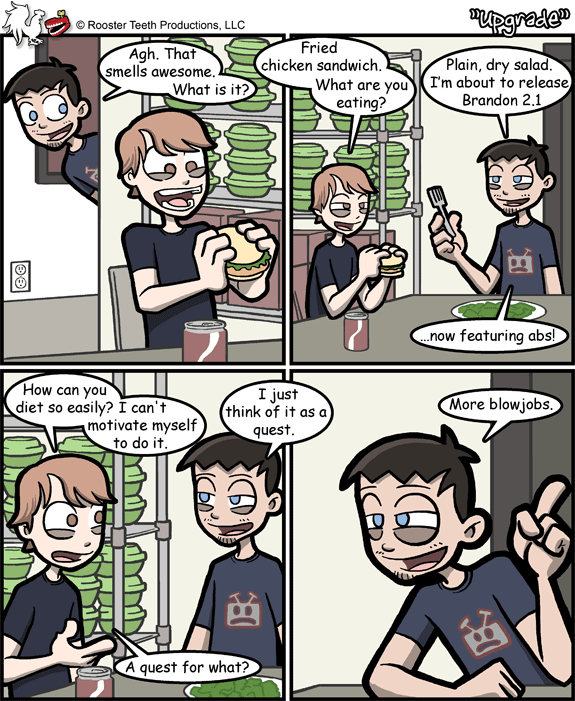 © Rooster Teeth Productions, LLC
"upgrade"
Agh. That
smells awesome.
What is it?
Fried
chicken sandwich.
What are you
eating?
Plain, dry salad.
I'm about to release
Brandon 2.1
...now featuring abs!
How can you
diet so easily? I can't
motivate myself
to do it.
I just
think of it as a
quest.
A quest for what?
More blowjobs.